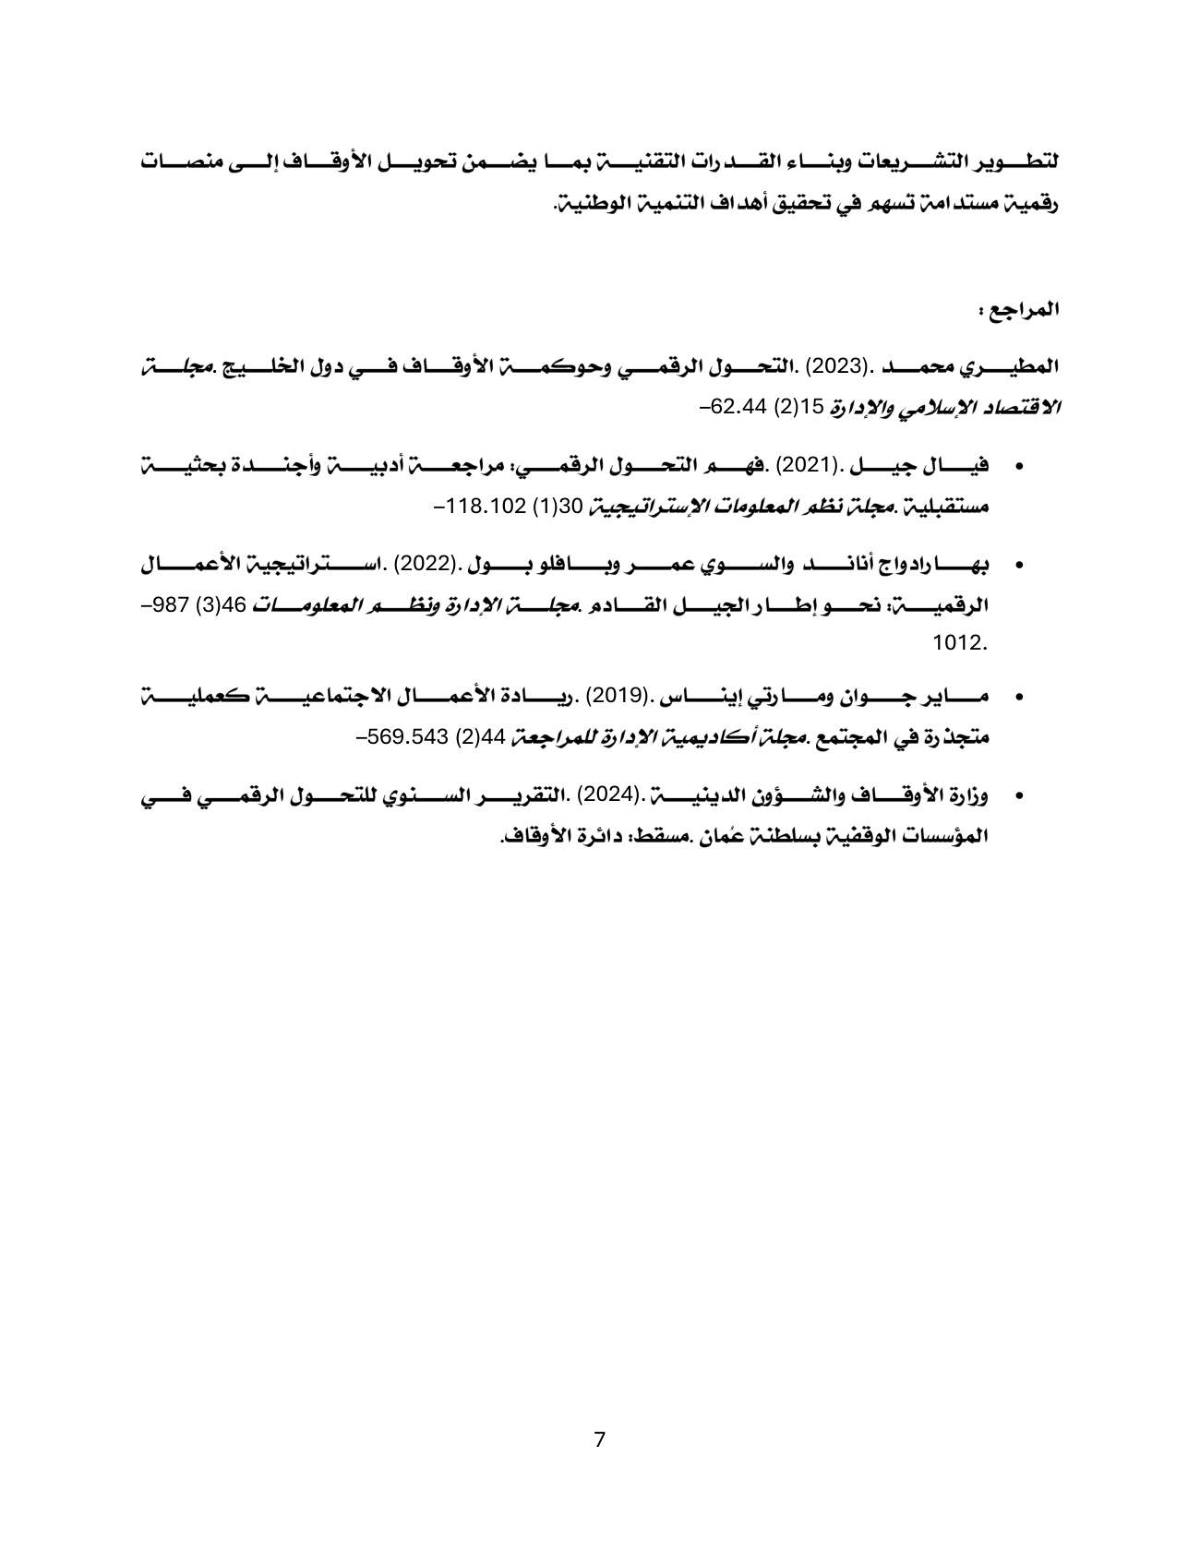 لتطوير التشريعات وبناء القدرات التقنية بما يضمن تحويل الأوقاف إلى منصات
رقمية مستدامة تسهم في تحقيق أهداف التنمية الوطنية.
المراجع :
المطيري محمد .(2023) .التحول الرقمي وحوكمة الأوقاف في دول الخليج .مجلة
الاقتصاد الإسلامي والإدارة 15(2) 62.44–
• فيال جيل .(2021) .فهم التحول الرقمي: مراجعة أدبية وأجندة بحثية
مستقبلية .مجلة نظم المعلومات الإستراتيجية 30(1) 118.102–
• بهارادواج أناند والسوي عمر وبافلو بول .(2022) .استراتيجية الأعمال
الرقمية: نحو إطار الجيل القادم .مجلة الإدارة ونظم المعلومات 46(3) 987–
1012.
• ماير جوان ومارتي إيناس .(2019) .ريادة الأعمال الاجتماعية كعملية
متجذرة في المجتمع .مجلة أكاديمية الإدارة للمراجعة 44(2) 569.543–
• وزارة الأوقاف والشؤون الدينية .(2024) .التقرير السنوي للتحول الرقمي في
المؤسسات الوقفية بسلطنة عُمان .مسقط: دائرة الأوقاف.
7